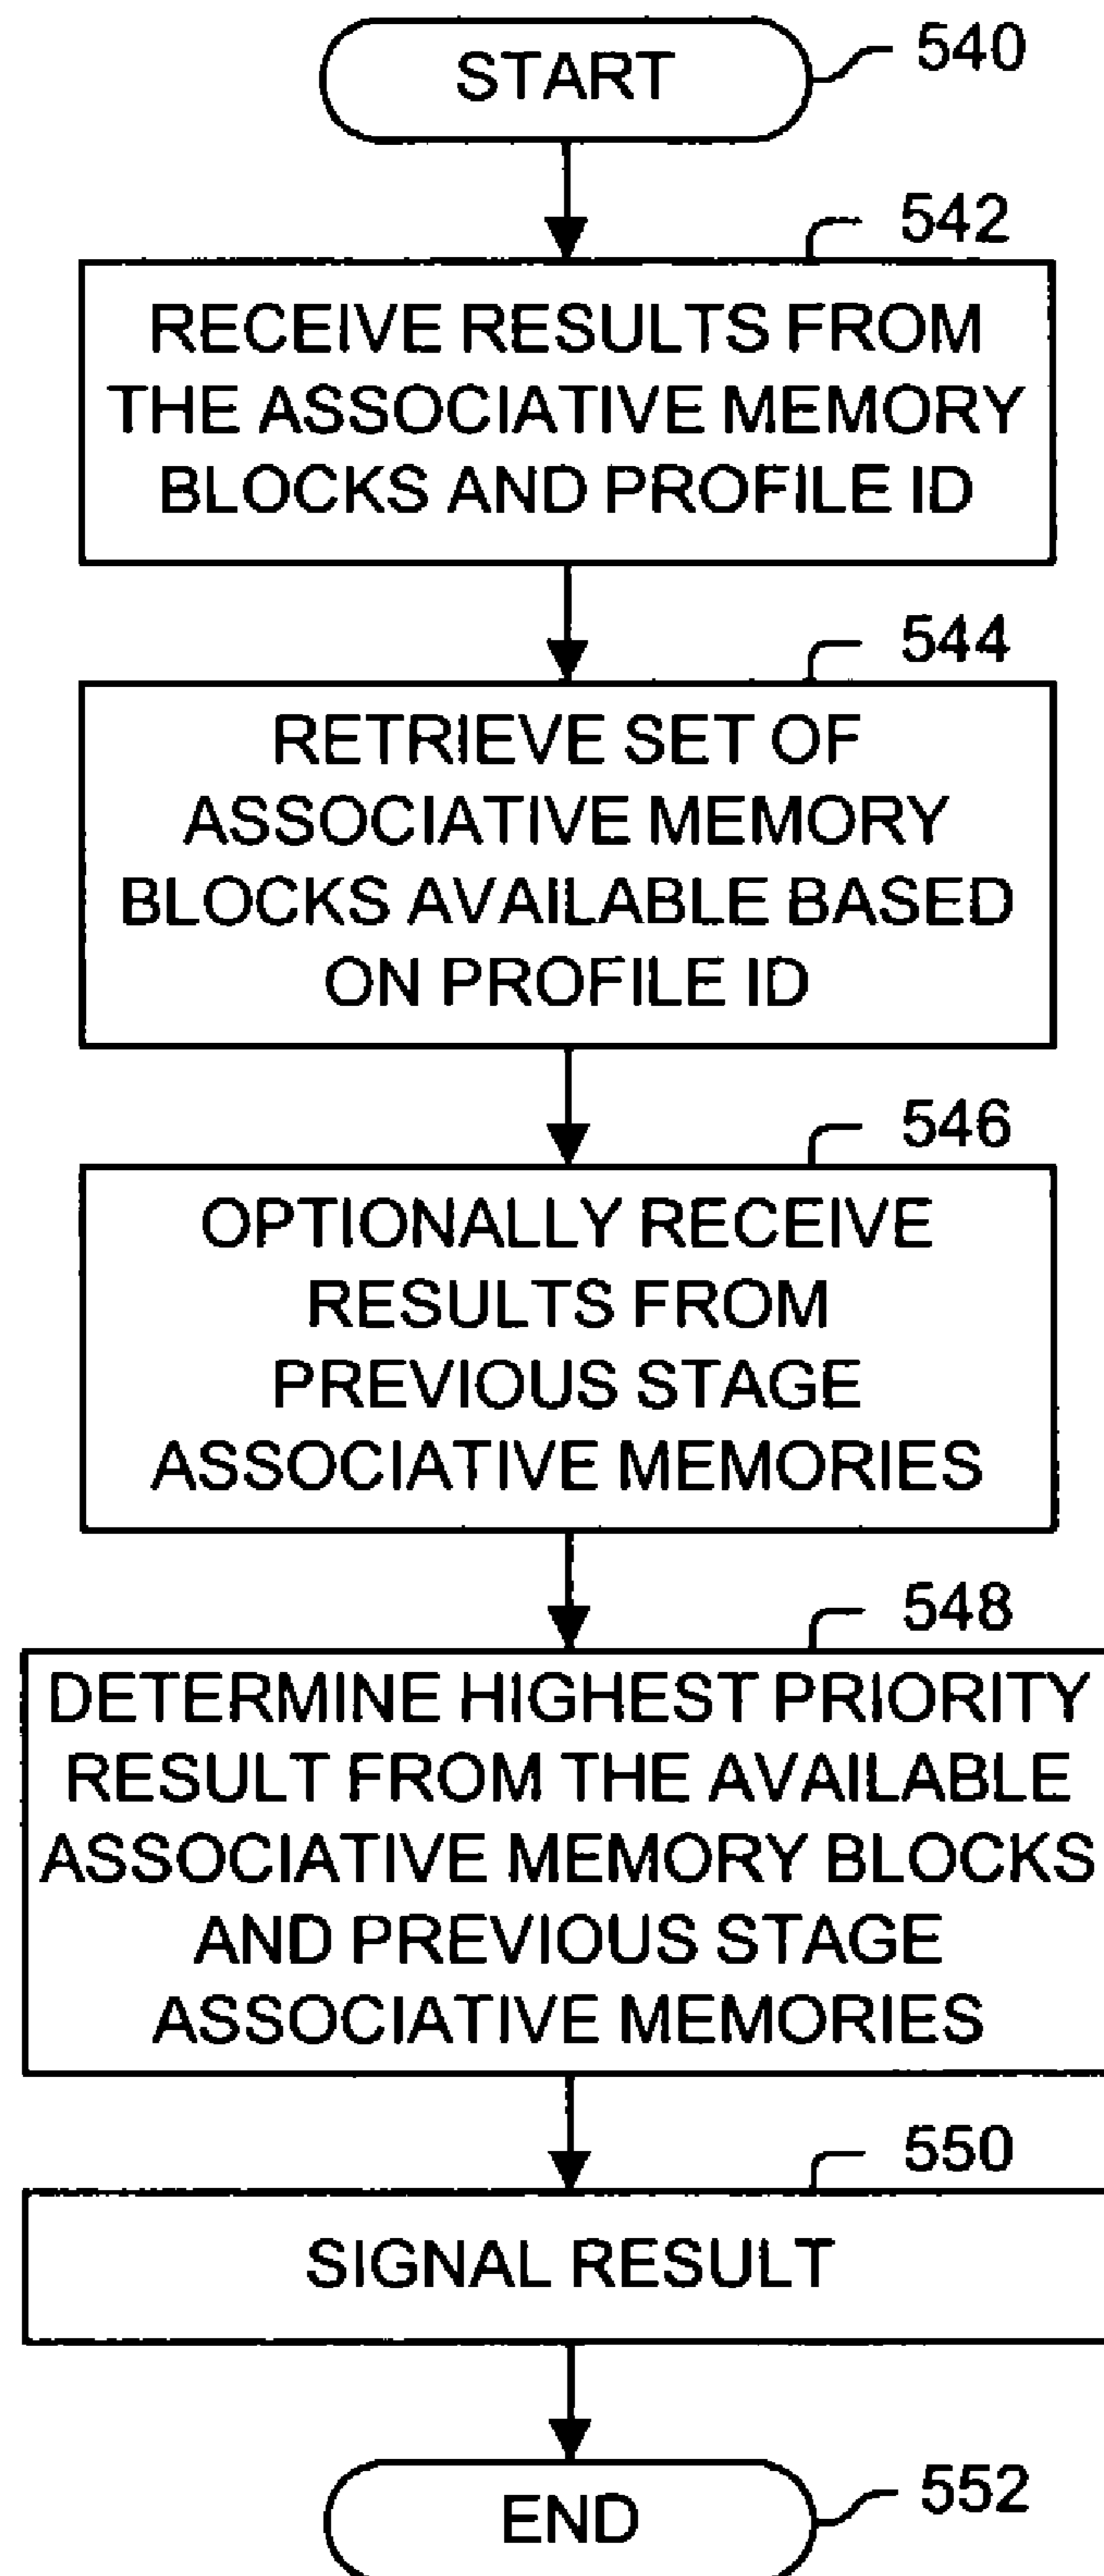 START
540
542
RECEIVE RESULTS FROM
THE ASSOCIATIVE MEMORY
BLOCKS AND PROFILE ID
544
RETRIEVE SET OF
ASSOCIATIVE MEMORY
BLOCKS AVAILABLE BASED
ON PROFILE ID
546
OPTIONALLY RECEIVE
RESULTS FROM
PREVIOUS STAGE
ASSOCIATIVE MEMORIES
548
DETERMINE HIGHEST PRIORITY
RESULT FROM THE AVAILABLE
ASSOCIATIVE MEMORY BLOCKS
AND PREVIOUS STAGE
ASSOCIATIVE MEMORIES
550
SIGNAL RESULT
END
552